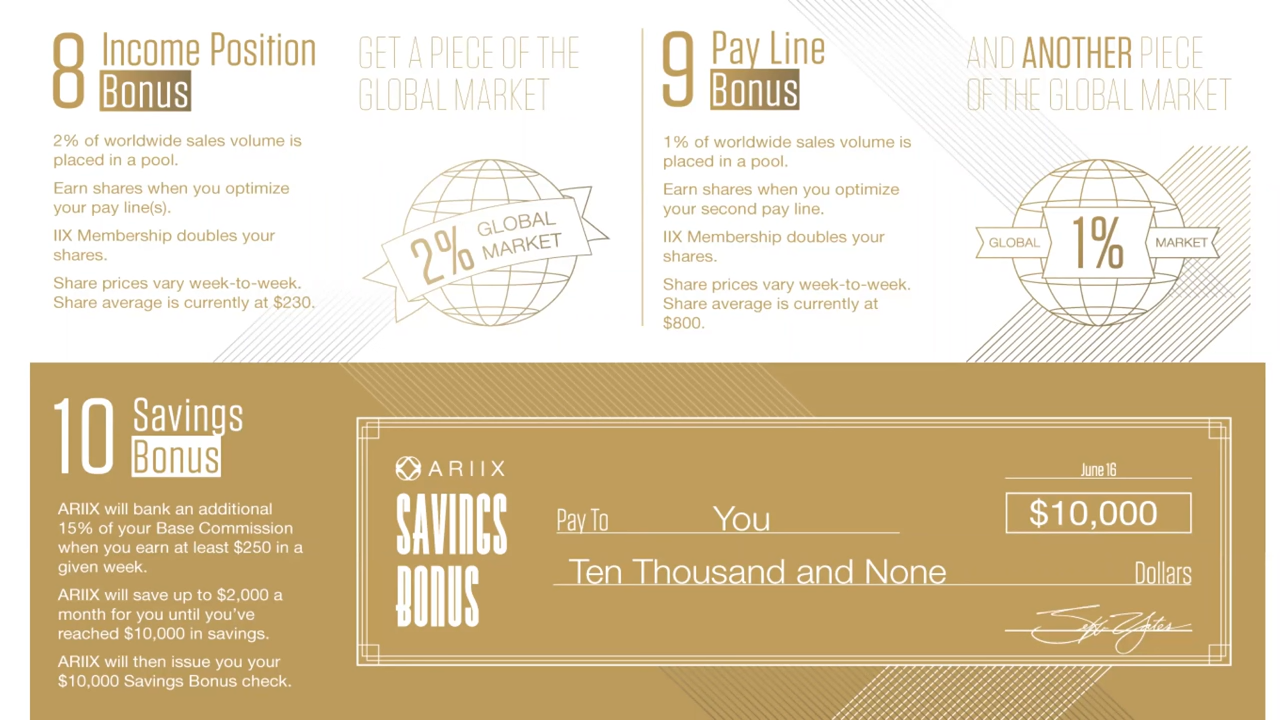 8 Income Position
Bonus
GET A PIECE OF THE
GLOBAL MARKET
2% of worldwide sales volume is
placed in a pool.
Earn shares when you optimize
your pay line(s).
IIX Membership doubles your
shares.
Share prices vary week-to-week.
Share average is currently at $230.
2% GLOBAL
MARKET
9 Pay Line
Bonus
AND ANOTHER PIECE
OF THE GLOBAL MARKET
1% of worldwide sales volume is
placed in a pool.
Earn shares when you optimize
your second pay line.
IIX Membership doubles your
shares.
Share prices vary week-to-week.
Share average is currently at
$800.
GLOBAL 1% MARKET
10 Savings
Bonus
ARIIX will bank an additional
15% of your Base Commission
when you earn at least $250 in a
given week.
ARIIX will save up to $2,000 a
month for you until you've
reached $10,000 in savings.
ARIIX will then issue you your
$10,000 Savings Bonus check.
ARIIX
SAVINGS
BONUS
June 16
$10,000
Pay To You
Ten Thousand and None Dollars